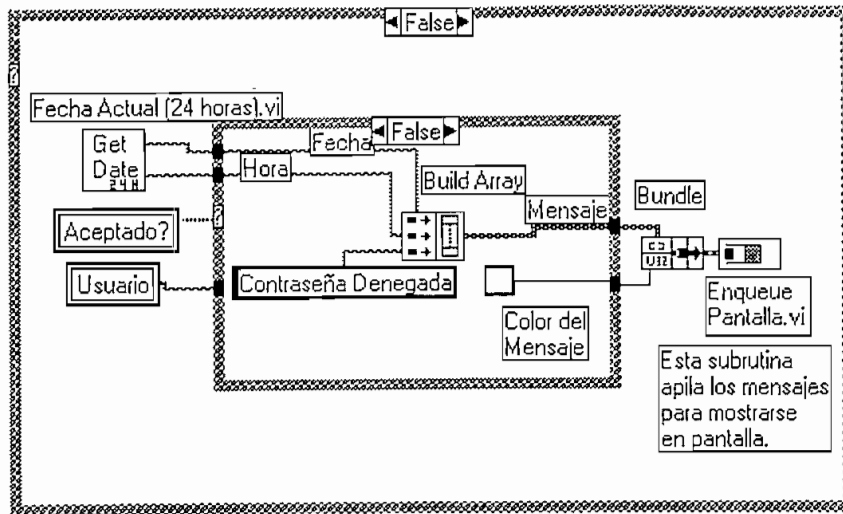 False
?
Fecha Actual (24 horas).vi
False
Get
Date
24 H
Fecha
Hora
Build Array
Mensaje
Bundle
?
Aceptado?
Usuario
Contraseña Denegada
Color del
Mensaje
Enqueue
Pantalla.vi
Esta subrutina
apila los mensajes
para mostrarse
en pantalla.